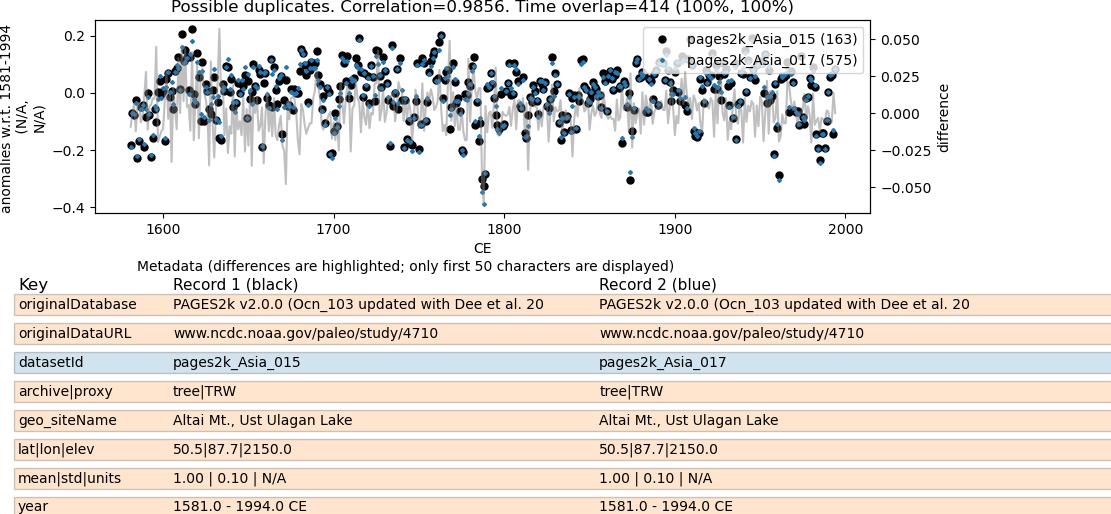 Possible duplicates. Correlation=0.9856. Time overlap=414 (100%, 100%)
anomalies w.r.t. 1581-1994
(N/A,
N/A)
0.2
0.0
−0.2
−0.4
pages2k_Asia_015 (163)
pages2k_Asia_017 (575)
0.050
0.025
0.000
−0.025
−0.050
difference
1600 1700 1800 1900 2000
CE
Metadata (differences are highlighted; only first 50 characters are displayed)
Key Record 1 (black) Record 2 (blue)
originalDatabase PAGES2k v2.0.0 (Ocn_103 updated with Dee et al. 20 PAGES2k v2.0.0 (Ocn_103 updated with Dee et al. 20
originalDataURL www.ncdc.noaa.gov/paleo/study/4710 www.ncdc.noaa.gov/paleo/study/4710
datasetId pages2k_Asia_015 pages2k_Asia_017
archive|proxy tree|TRW tree|TRW
geo_siteName Altai Mt., Ust Ulagan Lake Altai Mt., Ust Ulagan Lake
lat|lon|elev 50.5|87.7|2150.0 50.5|87.7|2150.0
mean|std|units 1.00 | 0.10 | N/A 1.00 | 0.10 | N/A
year 1581.0 - 1994.0 CE 1581.0 - 1994.0 CE